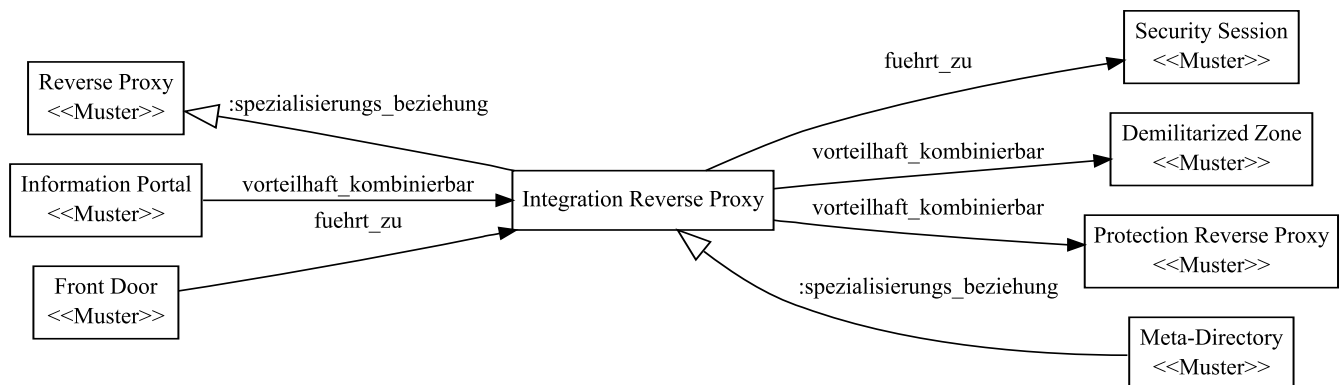 Security Session
<<Muster>>
fuehrt_zu
Reverse Proxy
<<Muster>>
:spezialisierungs_beziehung
Demilitarized Zone
<<Muster>>
vorteilhaft_kombinierbar
Information Portal
<<Muster>>
vorteilhaft_kombinierbar
Integration Reverse Proxy
vorteilhaft_kombinierbar
fuehrt_zu
Protection Reverse Proxy
<<Muster>>
Front Door
<<Muster>>
:spezialisierungs_beziehung
Meta-Directory
<<Muster>>